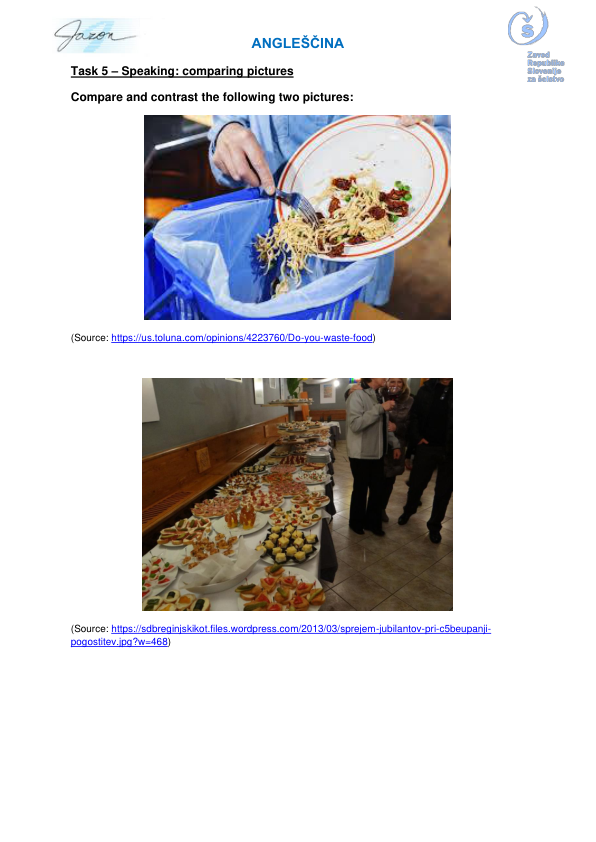 Jazon
ANGLEŠČINA
Zavod
Republike
Slovenije
za šolstvo
Task 5 – Speaking: comparing pictures
Compare and contrast the following two pictures:
(Source: https://us.toluna.com/opinions/4223760/Do-you-waste-food)
(Source: https://sdbreginjskikot.files.wordpress.com/2013/03/sprejem-jubilantov-pri-c5beupanji-
pogostitev.jpg?w=468)